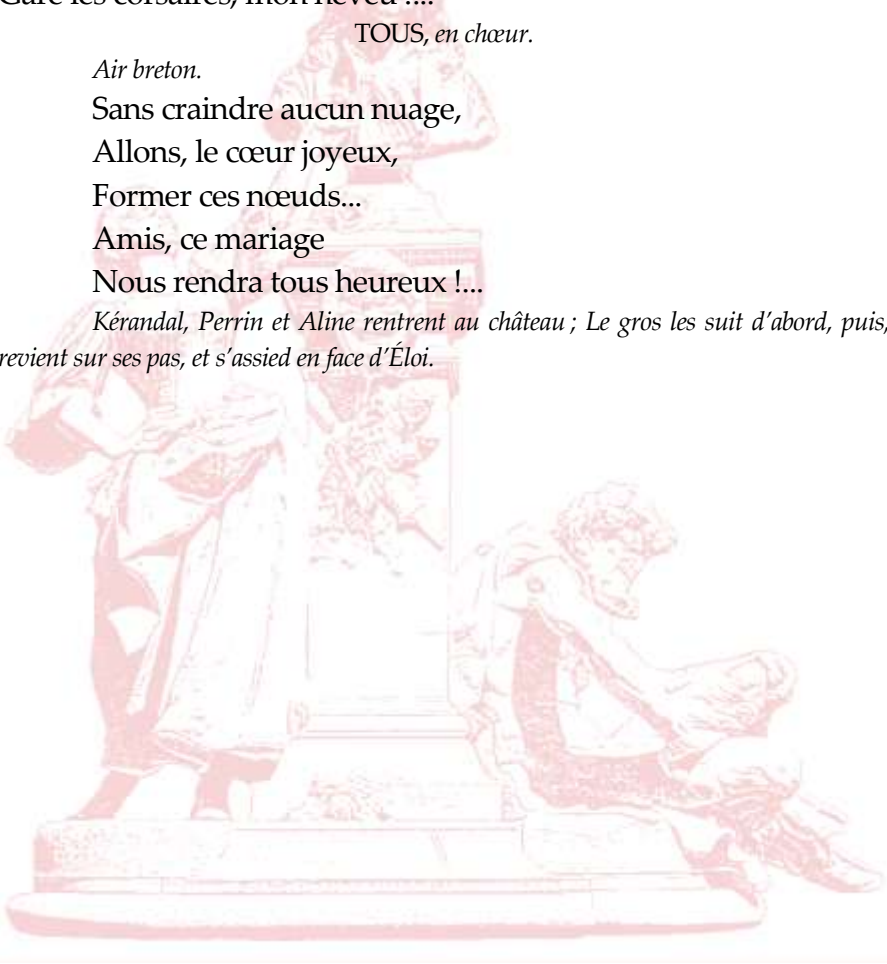 les corsaires, mon neveu !....
TOUS, en chœur.
Air breton.
Sans craindre aucun nuage,
Allons, le cœur joyeux,
Former ces nœuds...
Amis, ce mariage
Nous rendra tous heureux !...
Kérandal, Perrin et Aline rentrent au château ; Le gros les suit d’abord, puis,
revient sur ses pas, et s’assied en face d’Éloi.